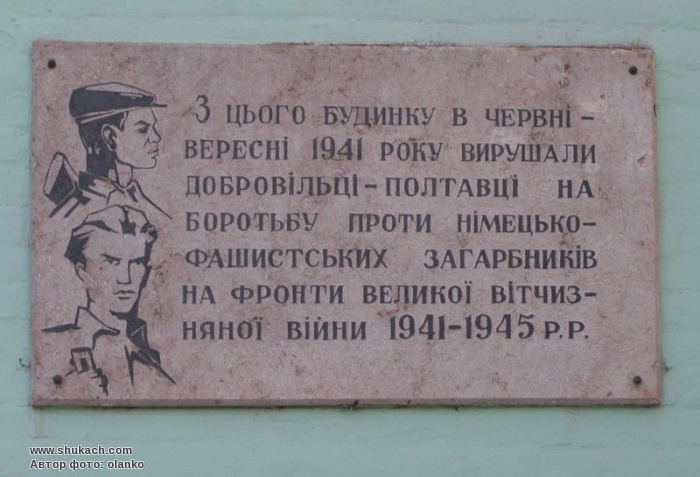 З ЦЬОГО БУДИНКУ В ЧЕРВНІ –
ВЕРЕСНІ 1941 РОКУ ВИРУШАЛИ
ДОБРОВІЛЬЦІ – ПОЛТАВЦІ НА
БОРОТЬБУ ПРОТИ НІМЕЦЬКО–
ФАШИСТСЬКИХ ЗАГАРБНИКІВ
НА ФРОНТИ ВЕЛИКОЇ ВІТЧИЗ–
НЯНОЇ ВІЙНИ 1941–1945 Р.Р.
www.shukach.com
Автор фото: olanko